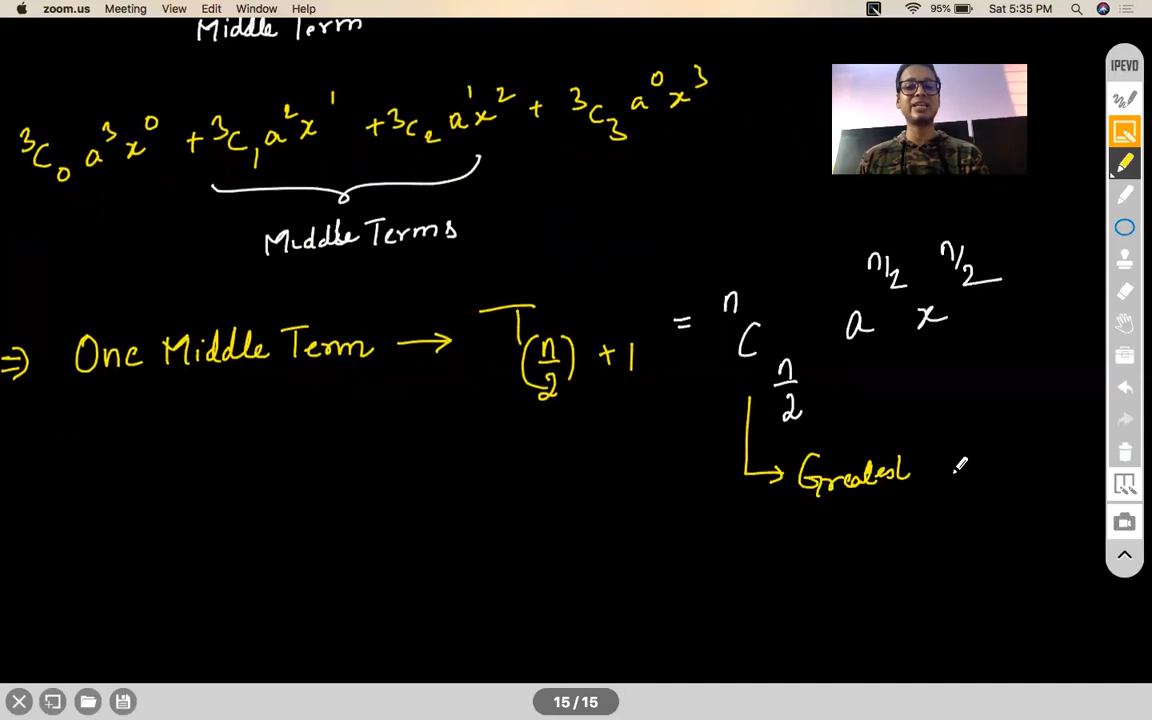 zoom.us Meeting View Edit Window Help 95% Sat 5:35 PM
Middle Term
IPEVO
³C₀ a³ x⁰ + ³C₁ a² x¹ + ³C₂ a¹ x² + ³C₃ a⁰ x³
Middle Terms
⇒ One Middle Term → T(n/2) + 1 = ⁿC n/2 a^n/2 x^n/2
→ Greatest
15 / 15